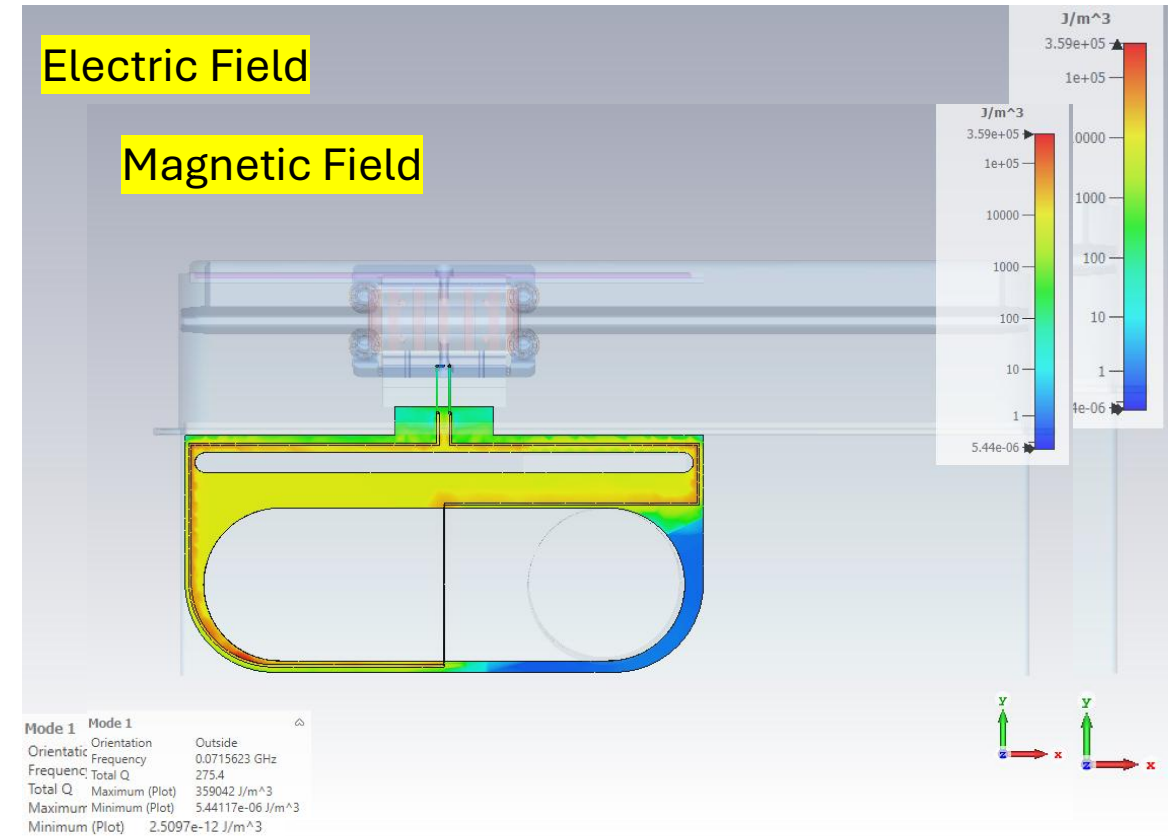 Electric Field
J/m^3
3.59e+05
1e+05
0000
1000
100
10
1
4e-06
Magnetic Field
J/m^3
3.59e+05
1e+05
10000
1000
100
10
1
5.44e-06
y
z
x
y
z
x
Mode 1
Orientatic
Frequenc
Total Q
Maximur
Minimum (Plot) 2.5097e-12 J/m^3
Mode 1
Orientation Outside
Frequency 0.0715623 GHz
Total Q 275.4
Maximum (Plot) 359042 J/m^3
Minimum (Plot) 5.44117e-06 J/m^3